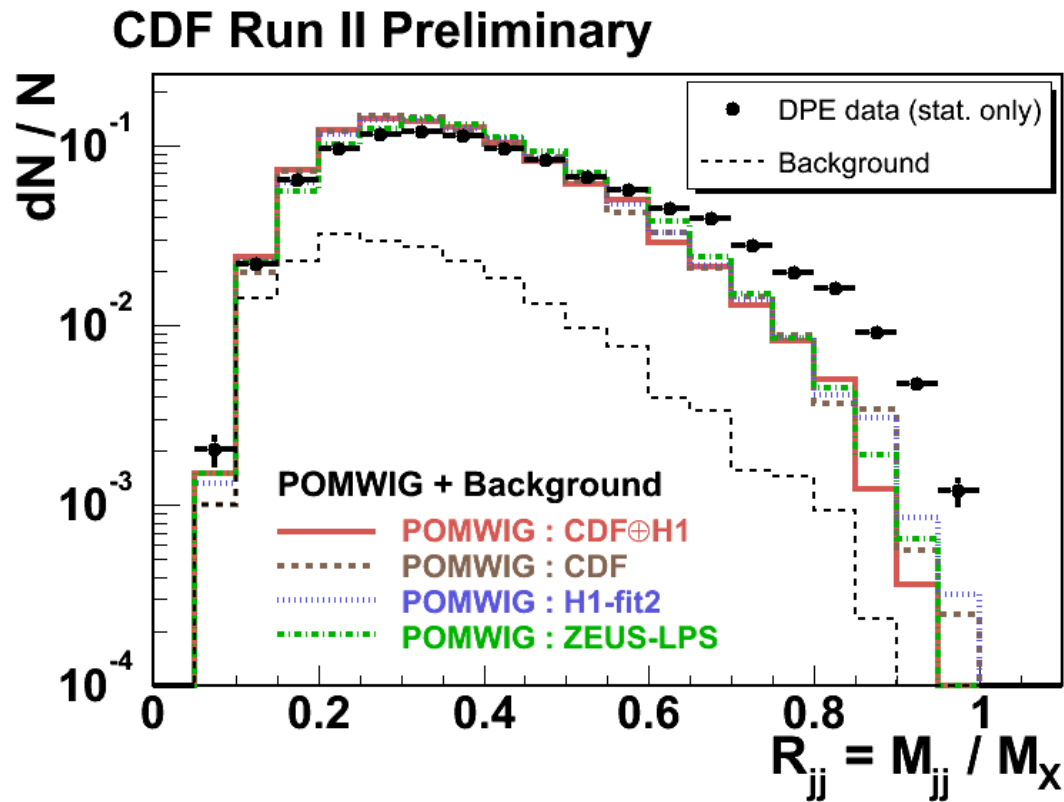 CDF Run II Preliminary
dN / N
10^-1
10^-2
10^-3
10^-4
DPE data (stat. only)
Background
POMWIG + Background
POMWIG : CDF⊕H1
POMWIG : CDF
POMWIG : H1-fit2
POMWIG : ZEUS-LPS
0 0.2 0.4 0.6 0.8 1
R_jj = M_jj / M_X